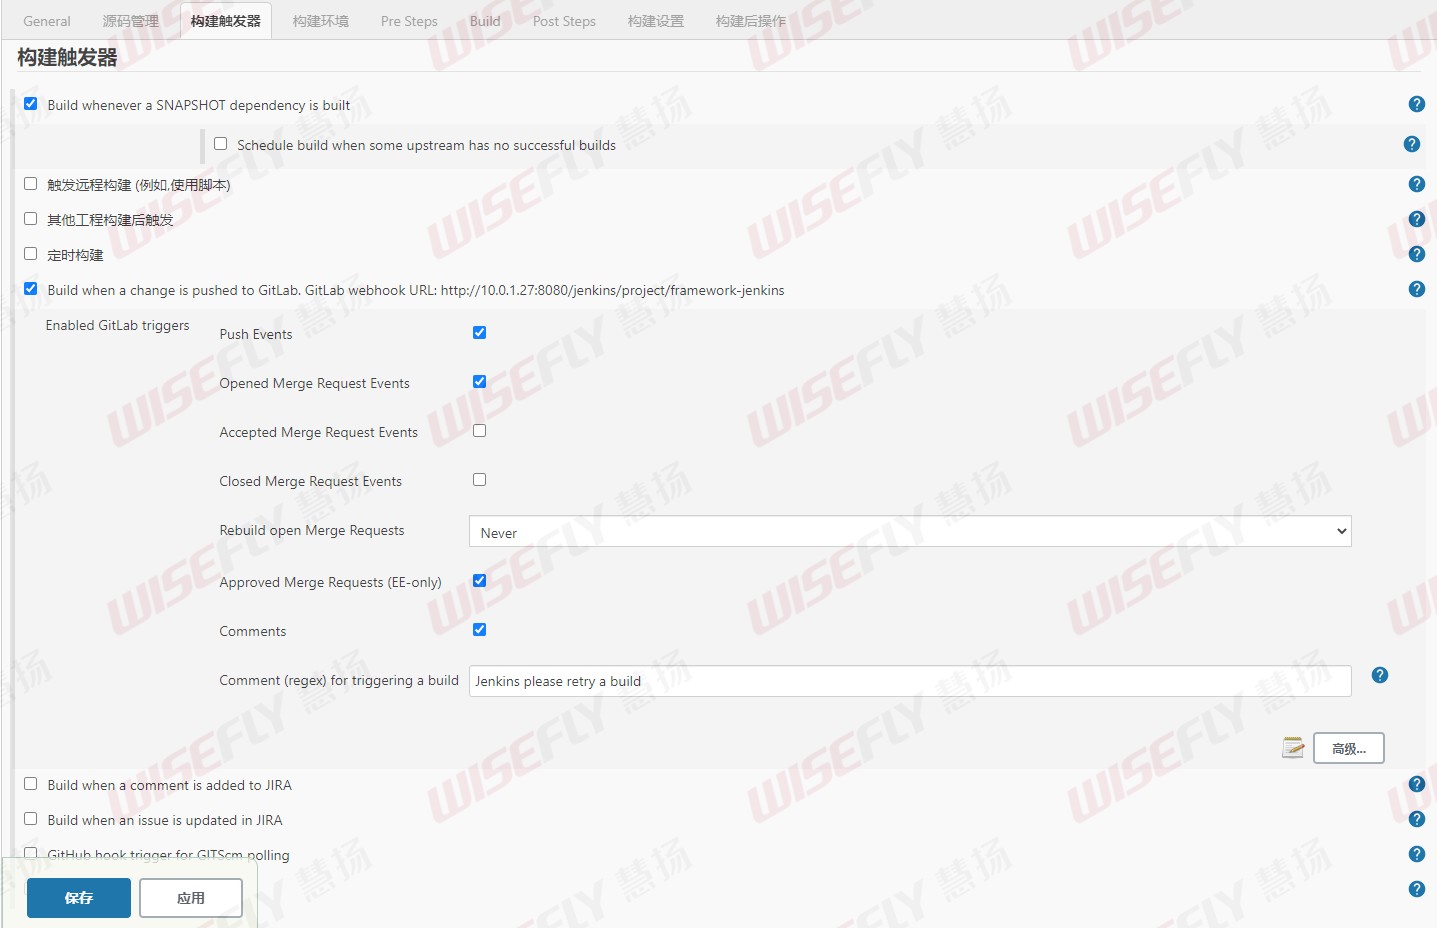 General 源码管理 构建触发器 构建环境 Pre Steps Build Post Steps 构建设置 构建后操作
构建触发器
Build whenever a SNAPSHOT dependency is built
Schedule build when some upstream has no successful builds
触发远程构建 (例如,使用脚本)
其他工程构建后触发
定时构建
Build when a change is pushed to GitLab. GitLab webhook URL: http://10.0.1.27:8080/jenkins/project/framework-jenkins
Enabled GitLab triggers
Push Events
Opened Merge Request Events
Accepted Merge Request Events
Closed Merge Request Events
Rebuild open Merge Requests Never
Approved Merge Requests (EE-only)
Comments
Comment (regex) for triggering a build Jenkins please retry a build
高级...
Build when a comment is added to JIRA
Build when an issue is updated in JIRA
GitHub hook trigger for GITScm polling
保存 应用
WISEFLY 慧扬